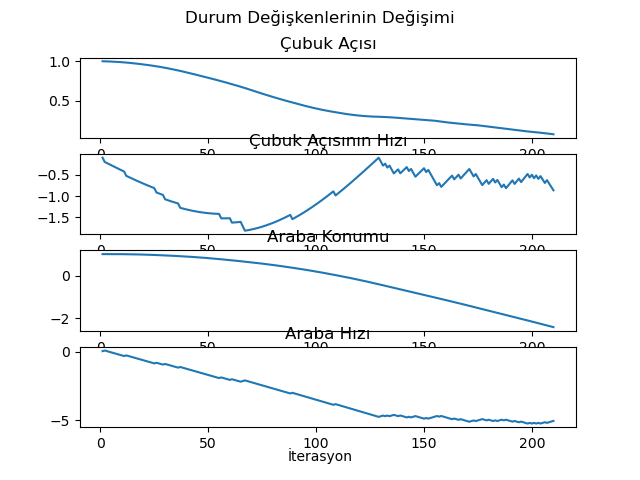 Durum Değişkenlerinin Değişimi
Çubuk Açısı
1.0
0.5
0 50 100 150 200
Çubuk Açısının Hızı
−0.5
−1.0
−1.5
0 50 100 150 200
Araba Konumu
0
−2
0 50 100 150 200
Araba Hızı
0
−5
0 50 100 150 200
İterasyon